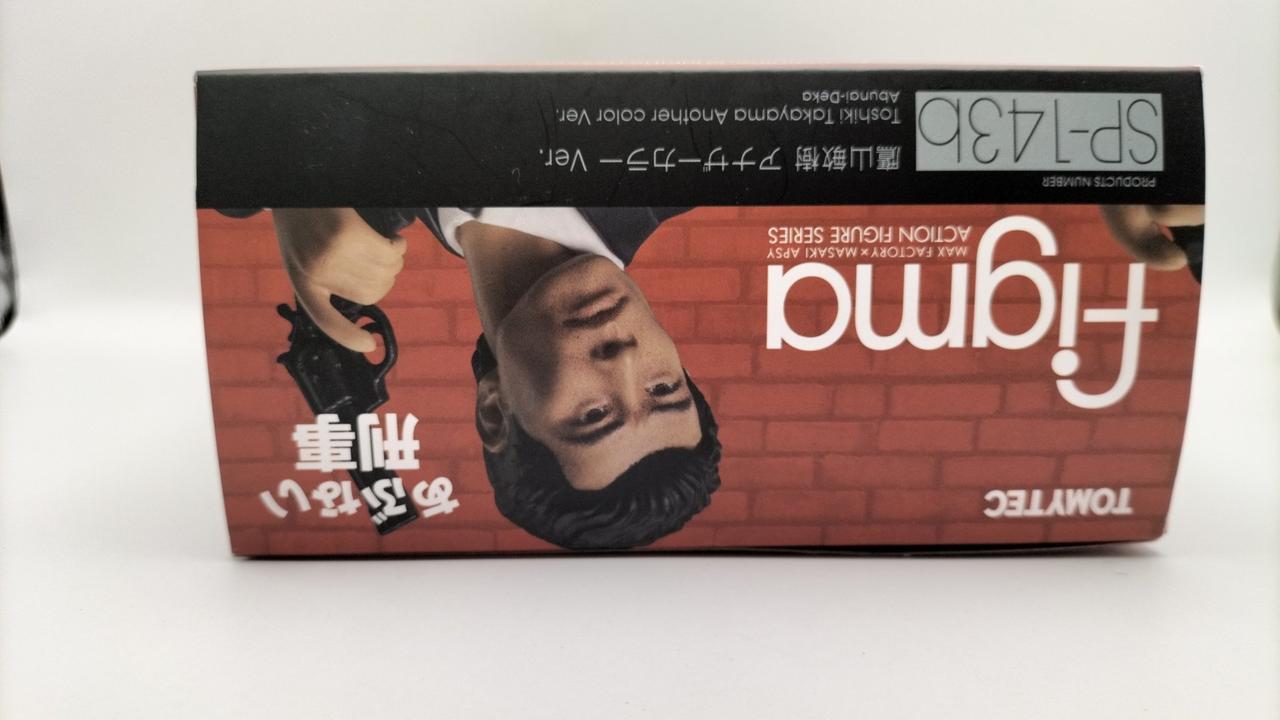 TOMYTEC
figma
MAX FACTORY × MASAKI APSY
ACTION FIGURE SERIES
あぶない
刑事
PRODUCTS NUMBER
SP-143b
鷹山敏樹 アナザーカラー Ver.
Toshiki Takayama Another color Ver.
Abunai-Deka